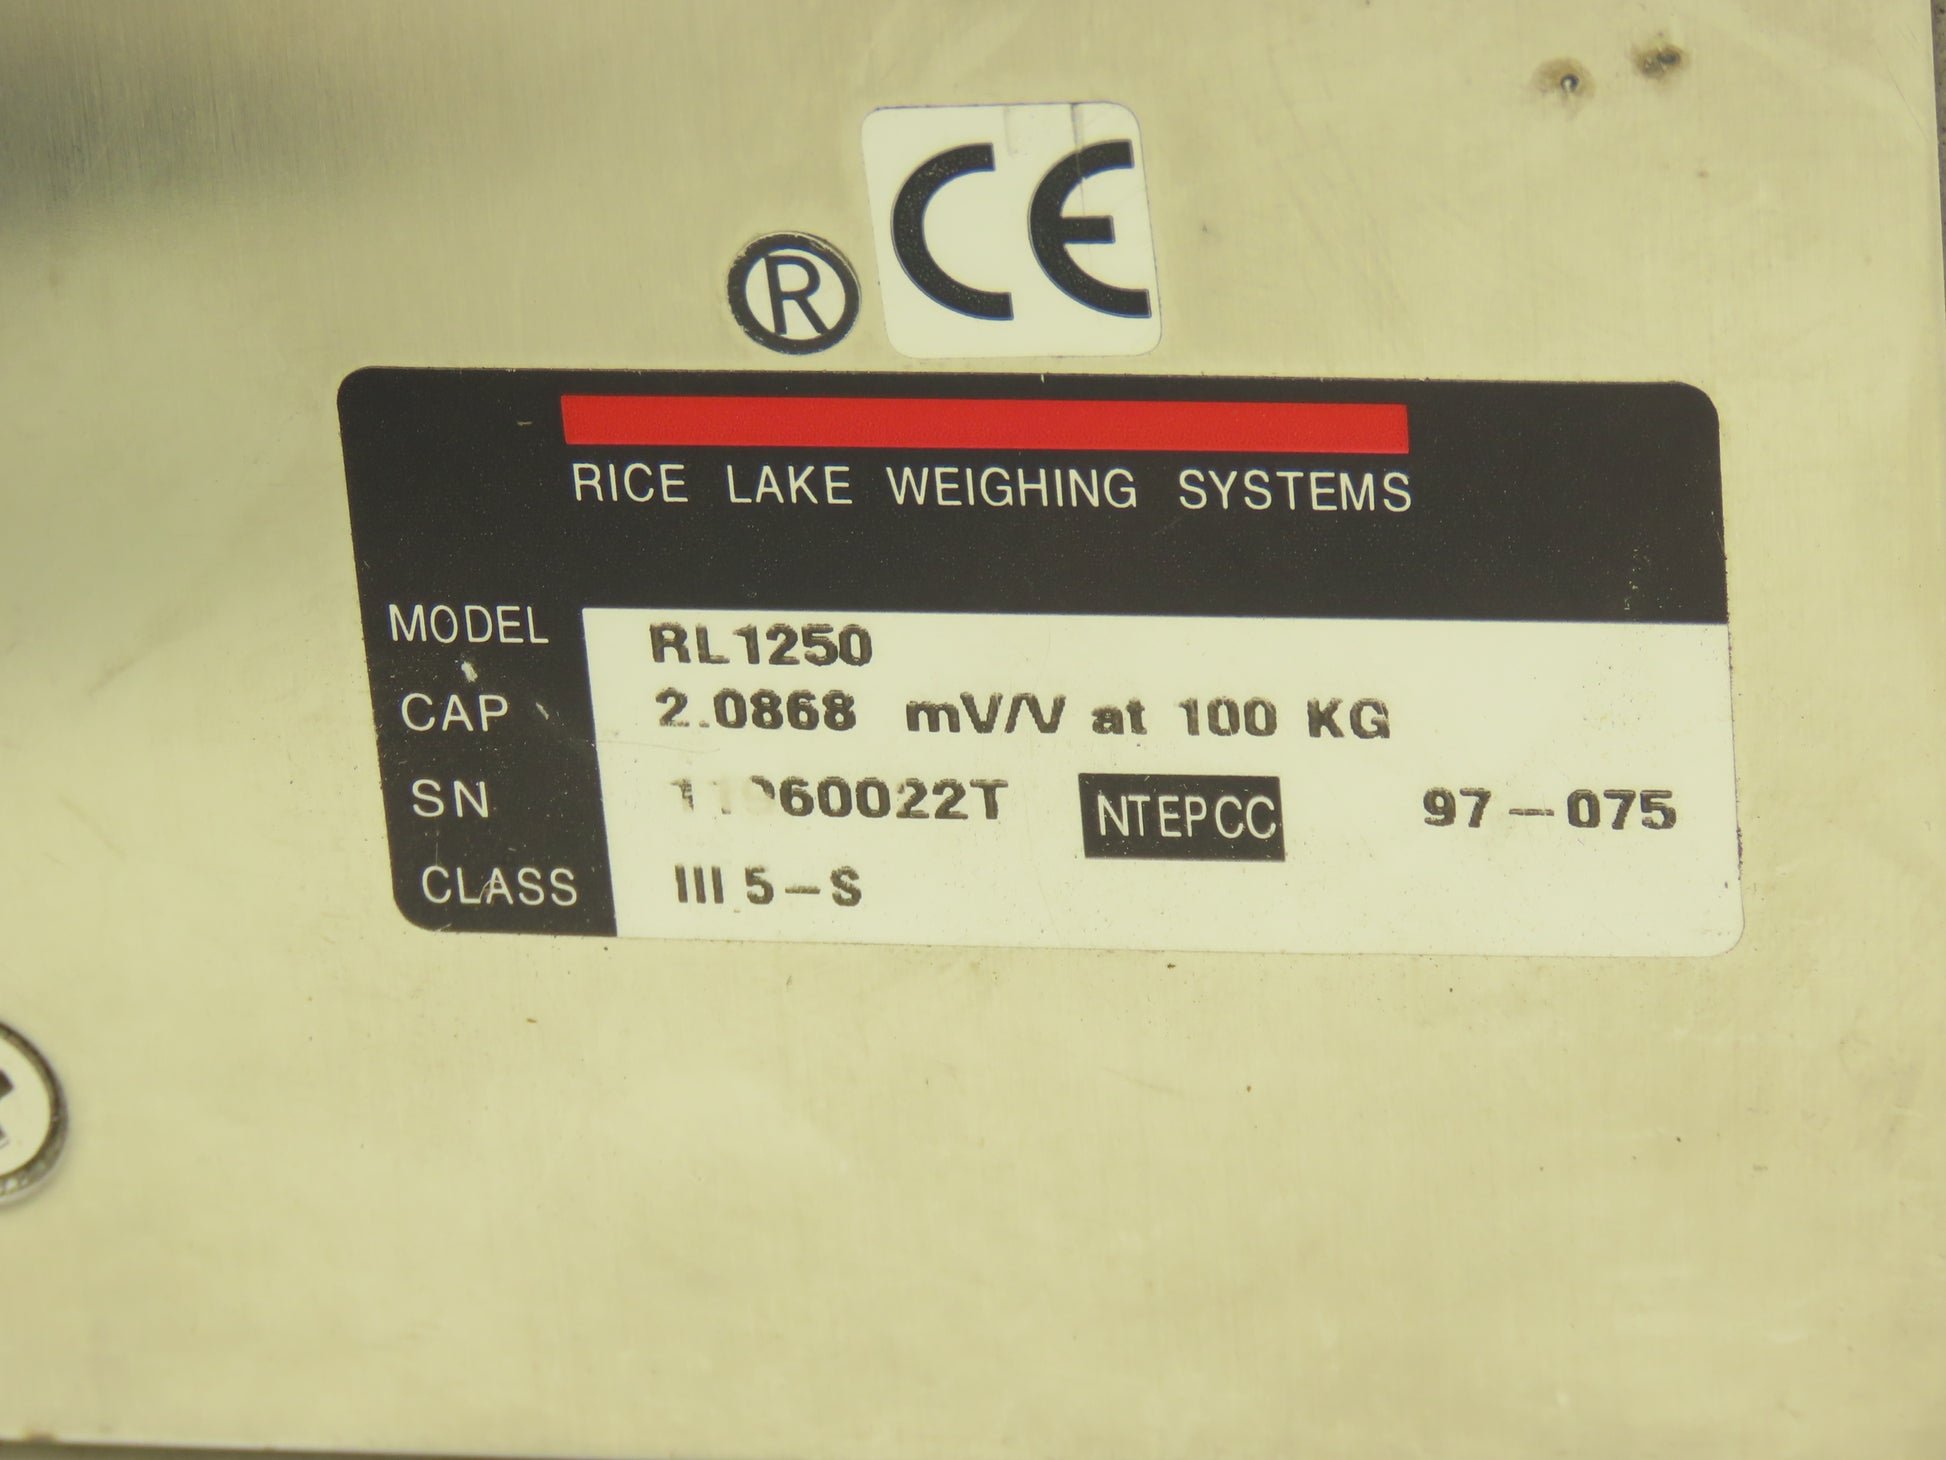 CE
®
RICE LAKE WEIGHING SYSTEMS
MODEL RL1250
CAP 2.0868 mV/V at 100 KG
SN NTEPCC 97-075
CLASS III 5-S